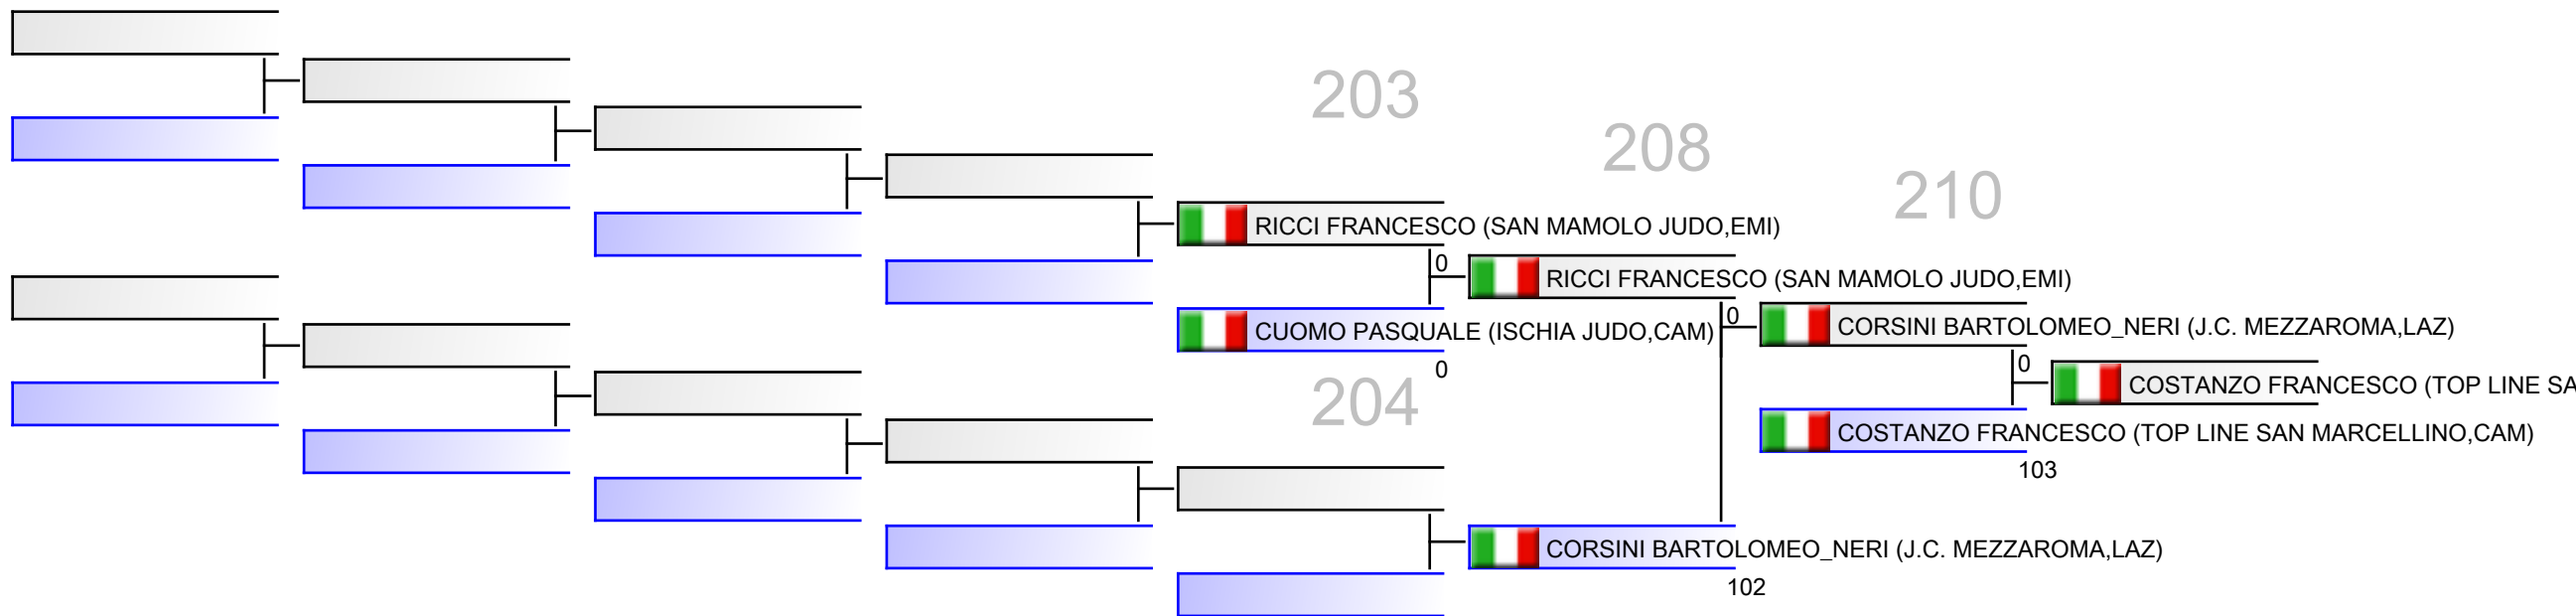 203
208
210
RICCI FRANCESCO (SAN MAMOLO JUDO,EMI)
0
RICCI FRANCESCO (SAN MAMOLO JUDO,EMI)
CUOMO PASQUALE (ISCHIA JUDO,CAM)
0
0
CORSINI BARTOLOMEO_NERI (J.C. MEZZAROMA,LAZ)
0
COSTANZO FRANCESCO (TOP LINE SA
204
COSTANZO FRANCESCO (TOP LINE SAN MARCELLINO,CAM)
103
CORSINI BARTOLOMEO_NERI (J.C. MEZZAROMA,LAZ)
102